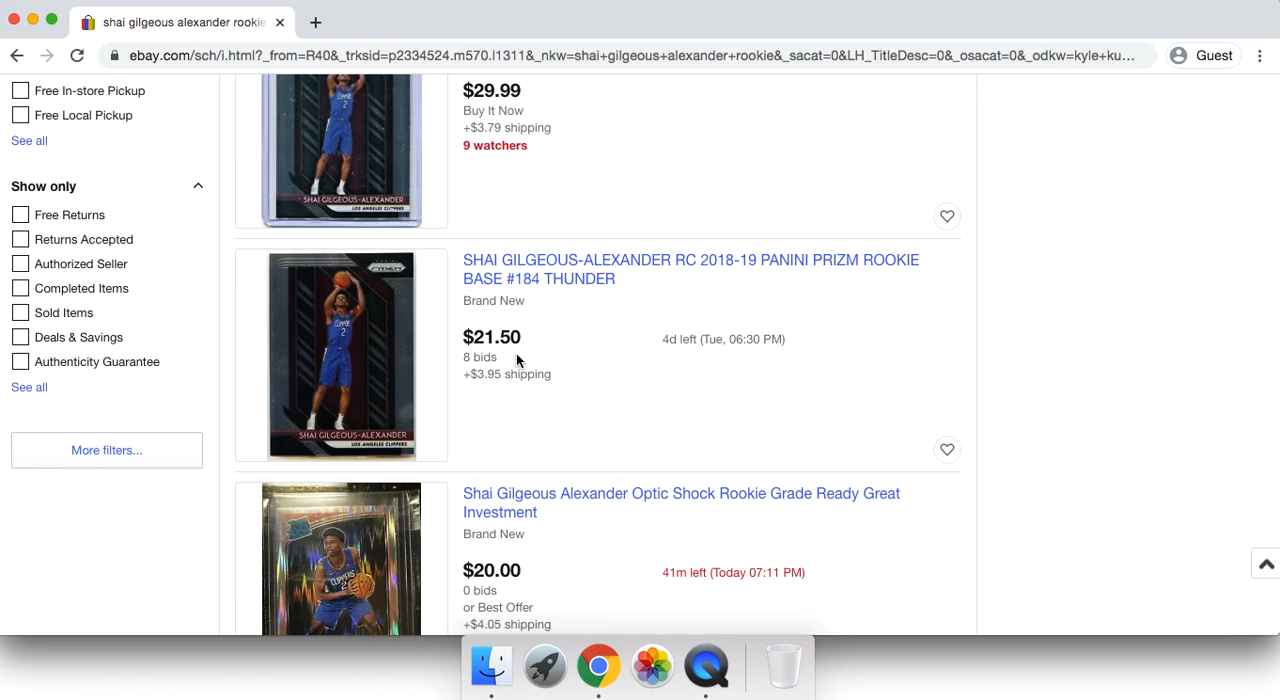 shai gilgeous alexander rookie
ebay.com/sch/i.html?_from=R40&_trksid=p2334524.m570.l1311&_nkw=shai+gilgeous+alexander+rookie&_sacat=0&LH_TitleDesc=0&_osacat=0&_odkw=kyle+ku...
Guest
Free In-store Pickup
Free Local Pickup
See all
Show only
Free Returns
Returns Accepted
Authorized Seller
Completed Items
Sold Items
Deals & Savings
Authenticity Guarantee
See all
More filters...
SHAI GILGEOUS-ALEXANDER
LOS ANGELES CLIPPERS
$29.99
Buy It Now
+$3.79 shipping
9 watchers
PRIZM
CLIPPERS
2
SHAI GILGEOUS-ALEXANDER
LOS ANGELES CLIPPERS
SHAI GILGEOUS-ALEXANDER RC 2018-19 PANINI PRIZM ROOKIE
BASE #184 THUNDER
Brand New
$21.50
4d left (Tue, 06:30 PM)
8 bids
+$3.95 shipping
CLIPPERS
Shai Gilgeous Alexander Optic Shock Rookie Grade Ready Great
Investment
Brand New
$20.00
41m left (Today 07:11 PM)
0 bids
or Best Offer
+$4.05 shipping